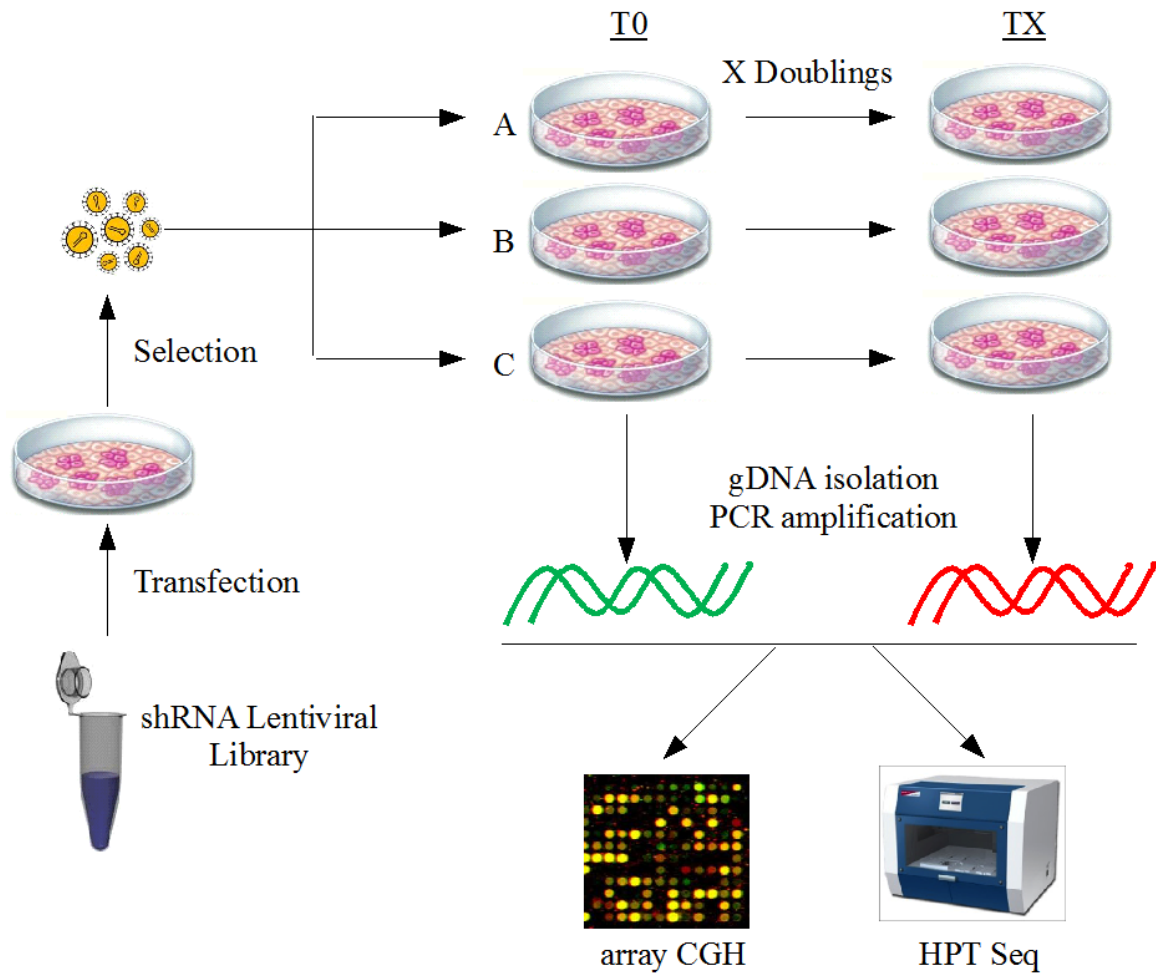 T0
TX
X Doublings
A
B
C
Selection
gDNA isolation
PCR amplification
Transfection
shRNA Lentiviral
Library
array CGH
HPT Seq